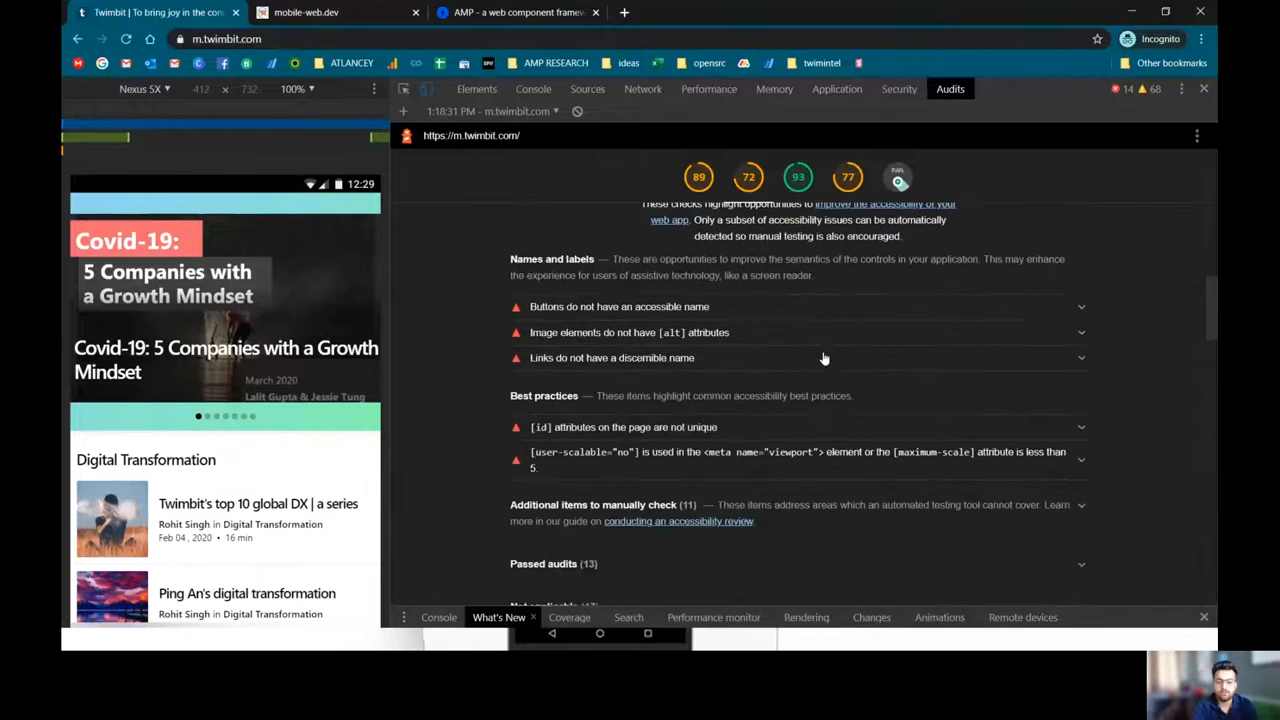 Twimbit | To bring joy in the con
mobile-web.dev
AMP - a web component framew
m.twimbit.com
Incognito
ATLANCEY
AMP RESEARCH
ideas
opensrc
twimintel
Other bookmarks
Nexus 5X ▾ 412 x 732 100% ▾
Elements Console Sources Network Performance Memory Application Security Audits
14 68
1:18:31 PM - m.twimbit.com
https://m.twimbit.com/
89 72 93 77
PWA
12:29
Covid-19:
5 Companies with
a Growth Mindset
Covid-19: 5 Companies with a Growth
Mindset
March 2020
Lalit Gupta & Jessie Tung
Digital Transformation
Twimbit's top 10 global DX | a series
Rohit Singh in Digital Transformation
Feb 04 , 2020 • 16 min
Ping An's digital transformation
Rohit Singh in Digital Transformation
These checks highlight opportunities to improve the accessibility of your
web app. Only a subset of accessibility issues can be automatically
detected so manual testing is also encouraged.
Names and labels — These are opportunities to improve the semantics of the controls in your application. This may enhance
the experience for users of assistive technology, like a screen reader.
Buttons do not have an accessible name
Image elements do not have [alt] attributes
Links do not have a discernible name
Best practices — These items highlight common accessibility best practices.
[id] attributes on the page are not unique
[user-scalable="no"] is used in the <meta name="viewport"> element or the [maximum-scale] attribute is less than
5.
Additional items to manually check (11) — These items address areas which an automated testing tool cannot cover. Learn
more in our guide on conducting an accessibility review.
Passed audits (13)
Console What's New Coverage Search Performance monitor Rendering Changes Animations Remote devices